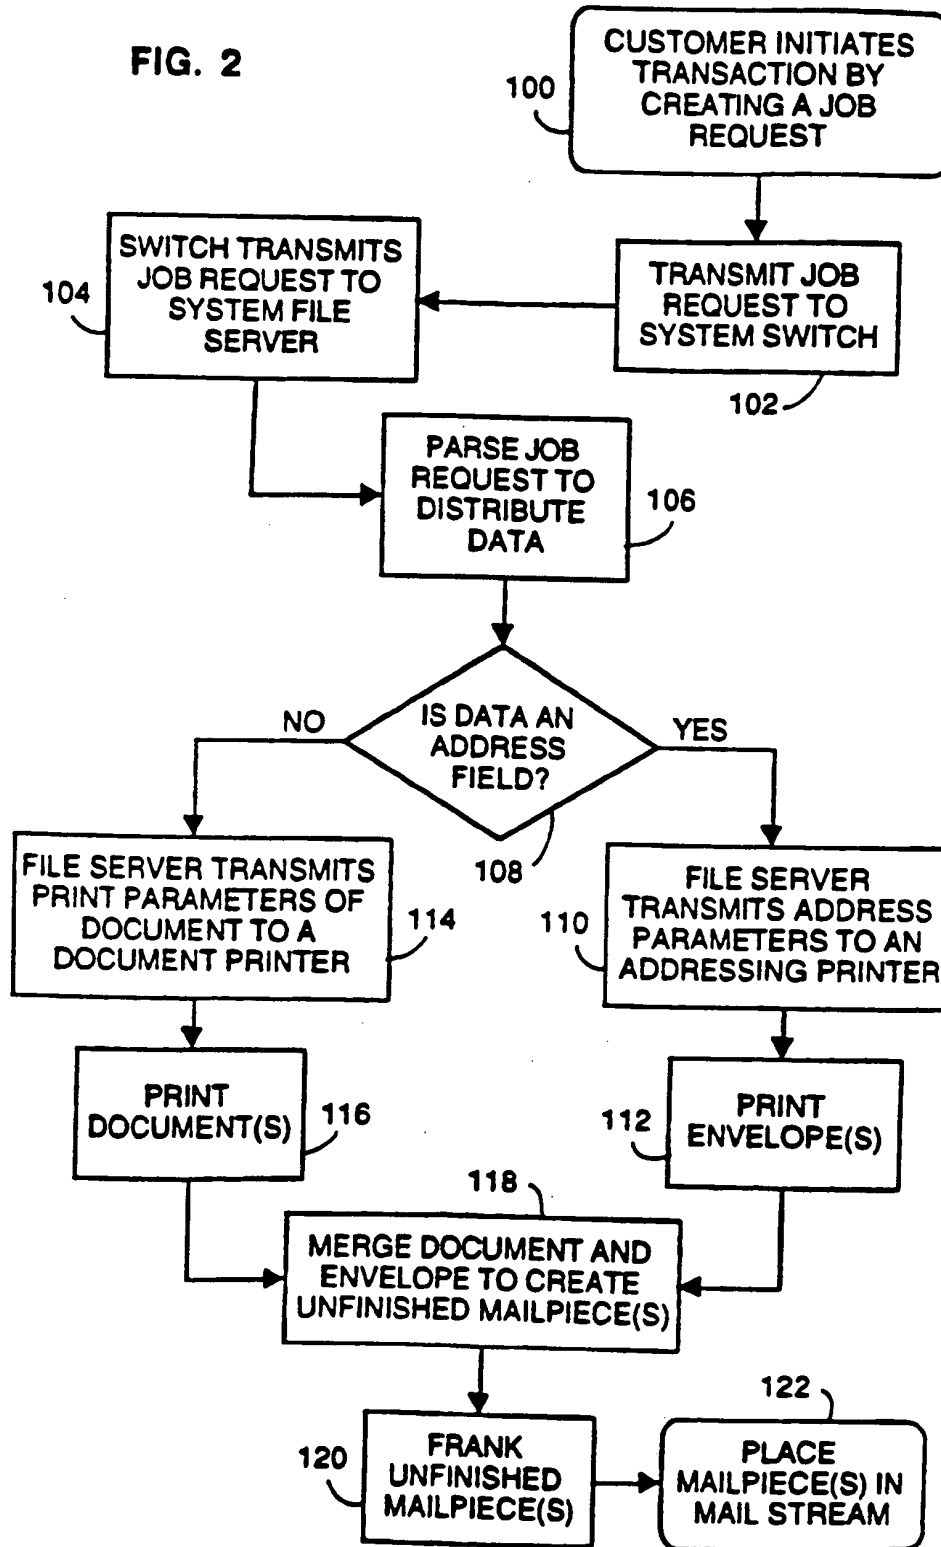 FIG. 2
CUSTOMER INITIATES
TRANSACTION BY
CREATING A JOB
REQUEST
100
SWITCH TRANSMITS
JOB REQUEST TO
SYSTEM FILE
SERVER
104
TRANSMIT JOB
REQUEST TO
SYSTEM SWITCH
102
PARSE JOB
REQUEST TO
DISTRIBUTE
DATA
106
IS DATA AN
ADDRESS
FIELD?
NO
YES
108
FILE SERVER TRANSMITS
PRINT PARAMETERS OF
DOCUMENT TO A
DOCUMENT PRINTER
114
FILE SERVER
TRANSMITS ADDRESS
PARAMETERS TO AN
ADDRESSING PRINTER
110
PRINT
DOCUMENT(S)
116
PRINT
ENVELOPE(S)
112
118
MERGE DOCUMENT AND
ENVELOPE TO CREATE
UNFINISHED MAILPIECE(S)
120
FRANK
UNFINISHED
MAILPIECE(S)
122
PLACE
MAILPIECE(S) IN
MAIL STREAM